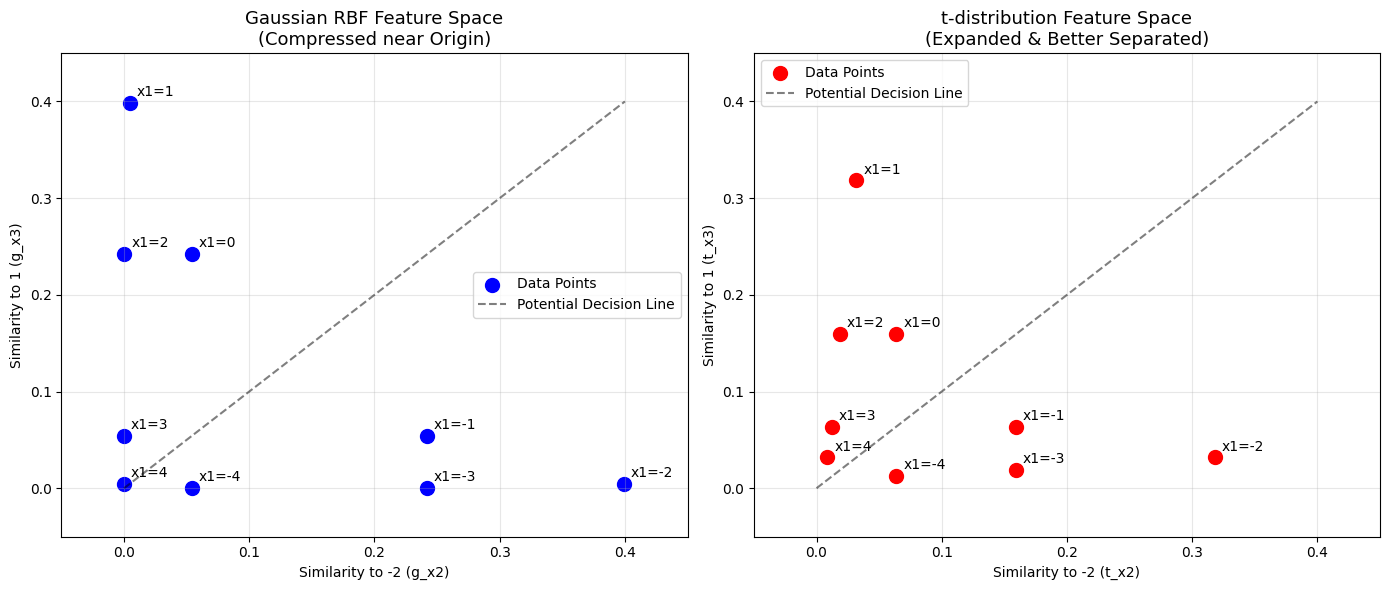 Gaussian RBF Feature Space
(Compressed near Origin)
Similarity to 1 (g_x3)
0.4
0.3
0.2
0.1
0.0
x1=1
x1=2
x1=0
Data Points
Potential Decision Line
x1=3
x1=-1
x1=4
x1=-4
x1=-3
x1=-2
0.0
0.1
0.2
0.3
0.4
Similarity to -2 (g_x2)
t-distribution Feature Space
(Expanded & Better Separated)
Data Points
Potential Decision Line
Similarity to 1 (t_x3)
0.4
0.3
0.2
0.1
0.0
x1=1
x1=2
x1=0
x1=3
x1=-1
x1=4
x1=-4
x1=-3
x1=-2
0.0
0.1
0.2
0.3
0.4
Similarity to -2 (t_x2)